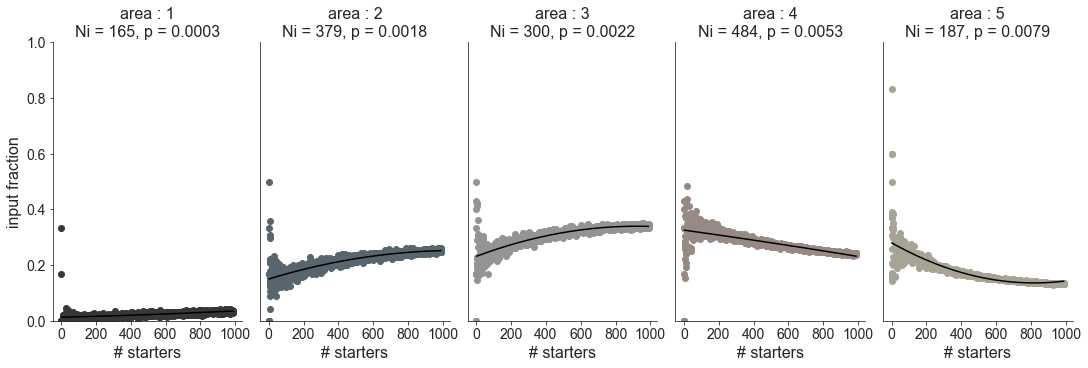 area : 1
Ni = 165, p = 0.0003
area : 2
Ni = 379, p = 0.0018
area : 3
Ni = 300, p = 0.0022
area : 4
Ni = 484, p = 0.0053
area : 5
Ni = 187, p = 0.0079
input fraction
1.0
0.8
0.6
0.4
0.2
0.0
0 200 400 600 800 1000
0 200 400 600 800 1000
0 200 400 600 800 1000
0 200 400 600 800 1000
0 200 400 600 800 1000
# starters
# starters
# starters
# starters
# starters